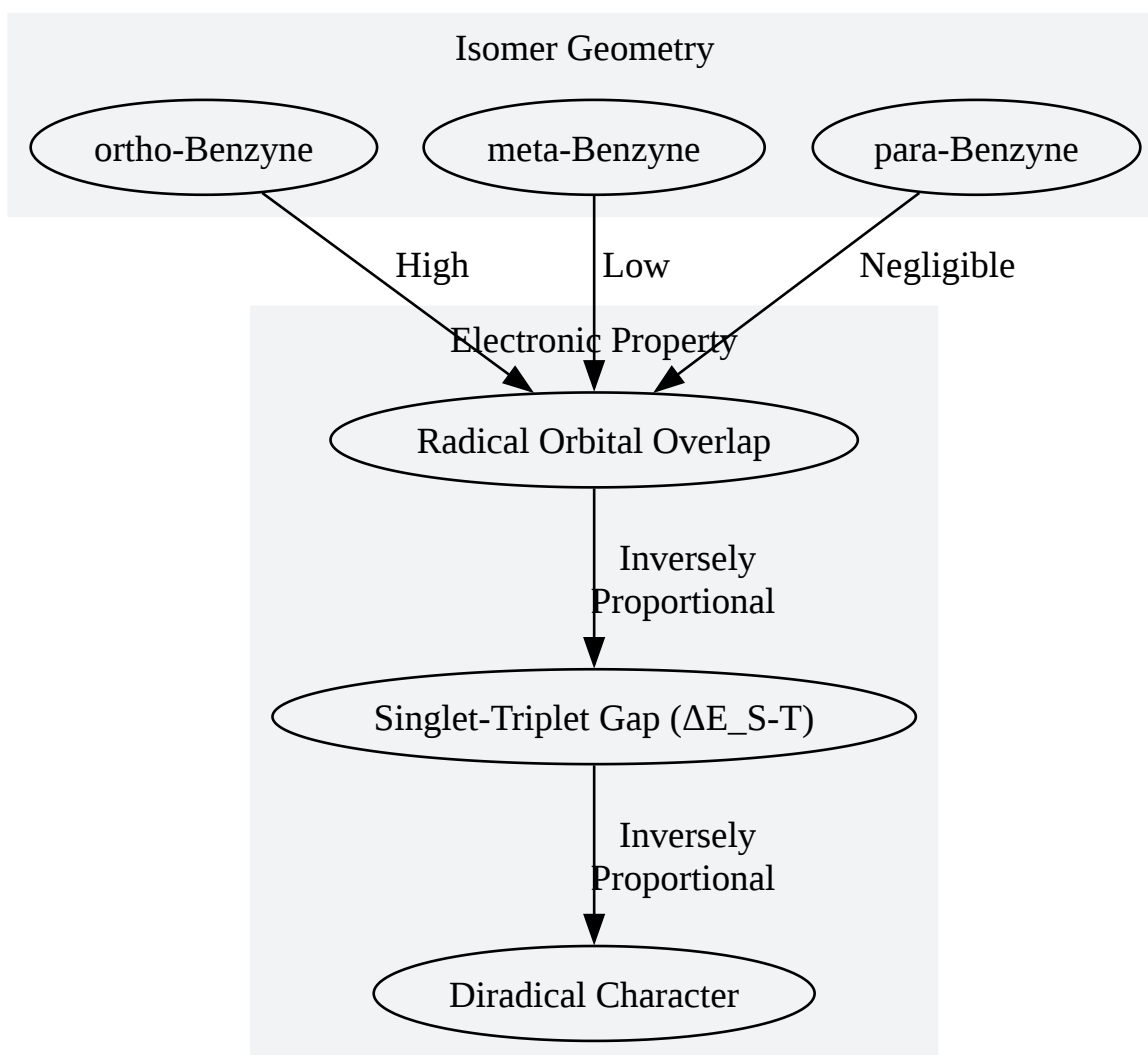 Isomer Geometry
ortho-Benzyne
meta-Benzyne
para-Benzyne
High
Low
Negligible
Electronic Property
Radical Orbital Overlap
Inversely
Proportional
Singlet-Triplet Gap (ΔE_S-T)
Inversely
Proportional
Diradical Character